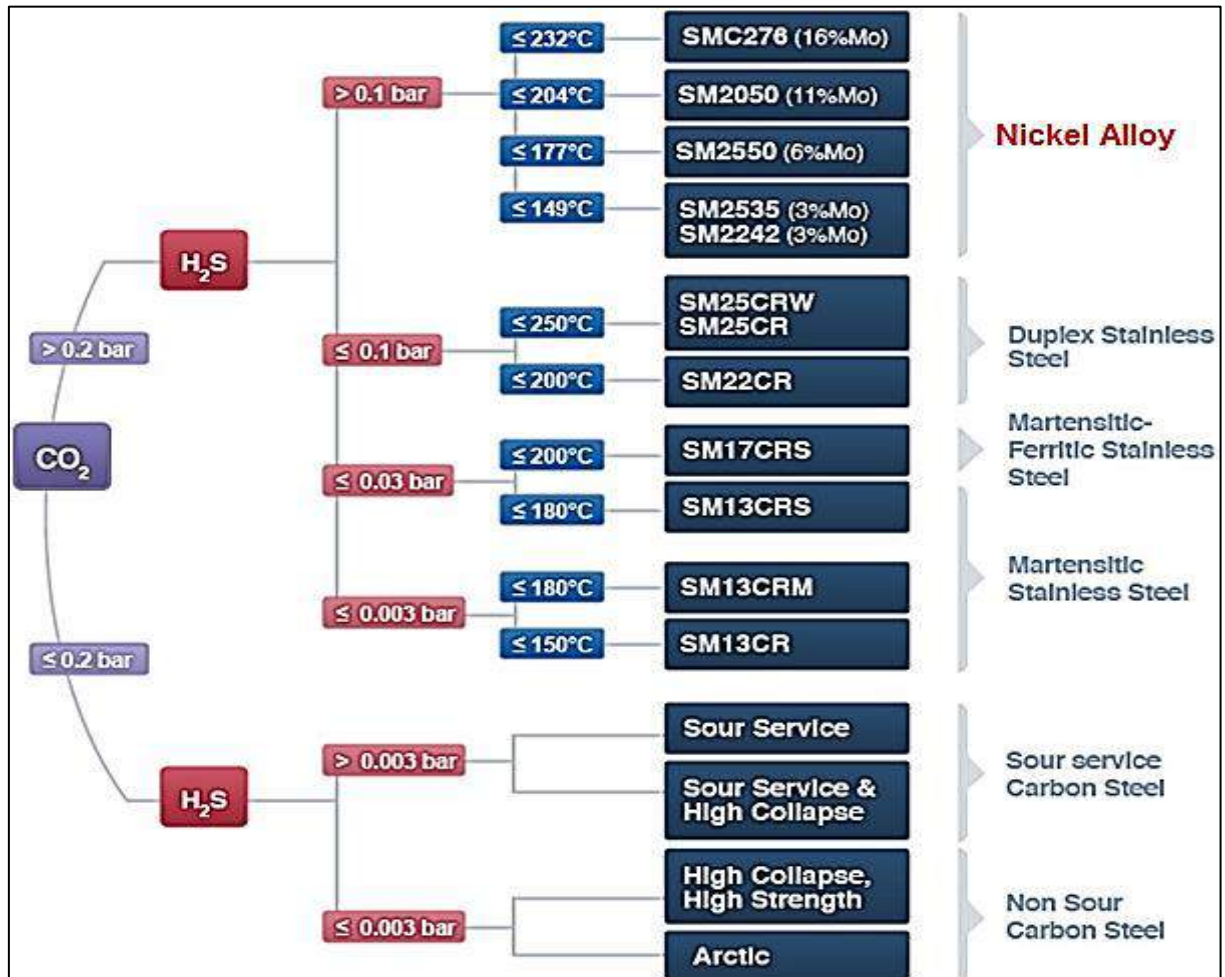 CO₂
> 0.2 bar
H₂S
> 0.1 bar
≤ 232°C
SMC276 (16%Mo)
≤ 204°C
SM2050 (11%Mo)
≤ 177°C
SM2550 (6%Mo)
≤ 149°C
SM2535 (3%Mo)
SM2242 (3%Mo)
Nickel Alloy
≤ 0.1 bar
≤ 250°C
SM25CRW
SM25CR
≤ 200°C
SM22CR
Duplex Stainless
Steel
≤ 0.03 bar
≤ 200°C
SM17CRS
Martensitic-
Ferritic Stainless
Steel
≤ 180°C
SM13CRS
≤ 0.003 bar
≤ 180°C
SM13CRM
≤ 150°C
SM13CR
Martensitic
Stainless Steel
≤ 0.2 bar
H₂S
> 0.003 bar
Sour Service
Sour Service &
High Collapse
Sour service
Carbon Steel
≤ 0.003 bar
High Collapse,
High Strength
Arctic
Non Sour
Carbon Steel